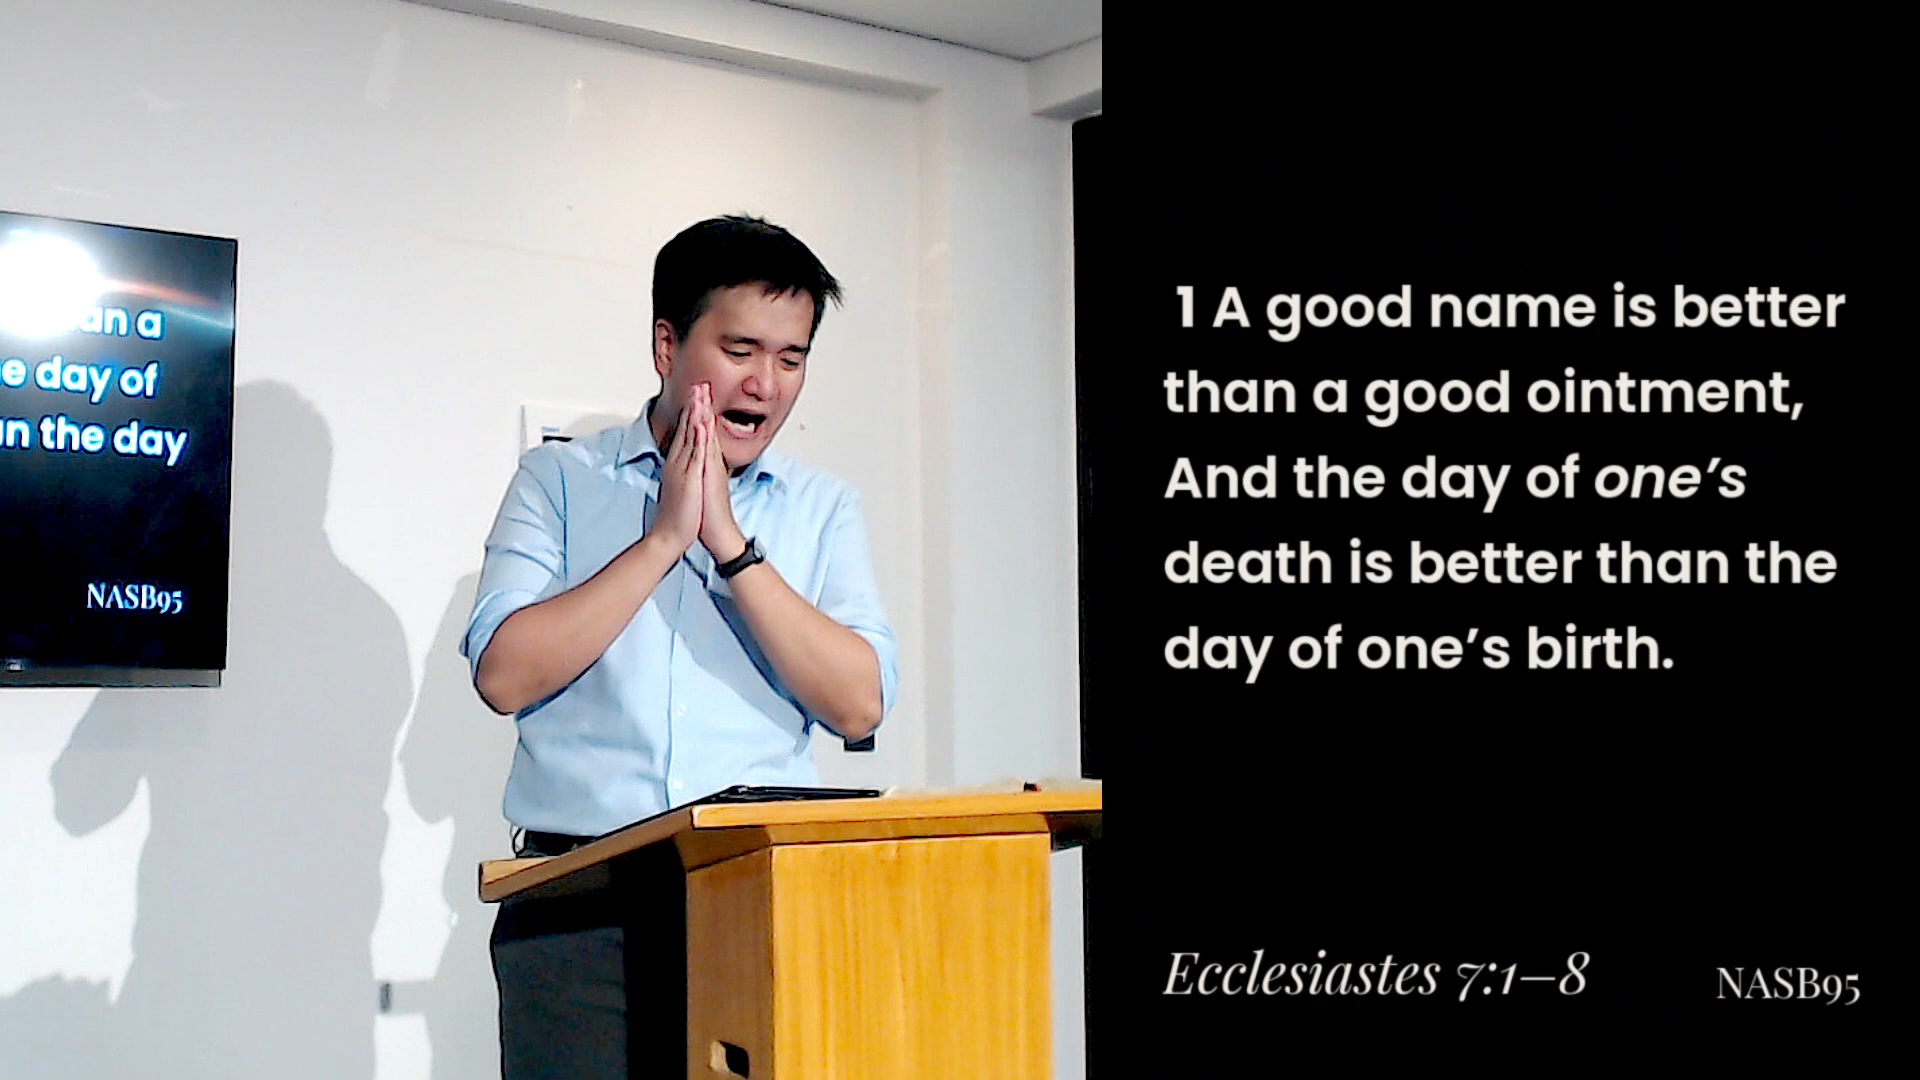 an a
e day of
an the day
NASB95
1 A good name is better
than a good ointment,
And the day of one’s
death is better than the
day of one’s birth.
Ecclesiastes 7:1–8
NASB95